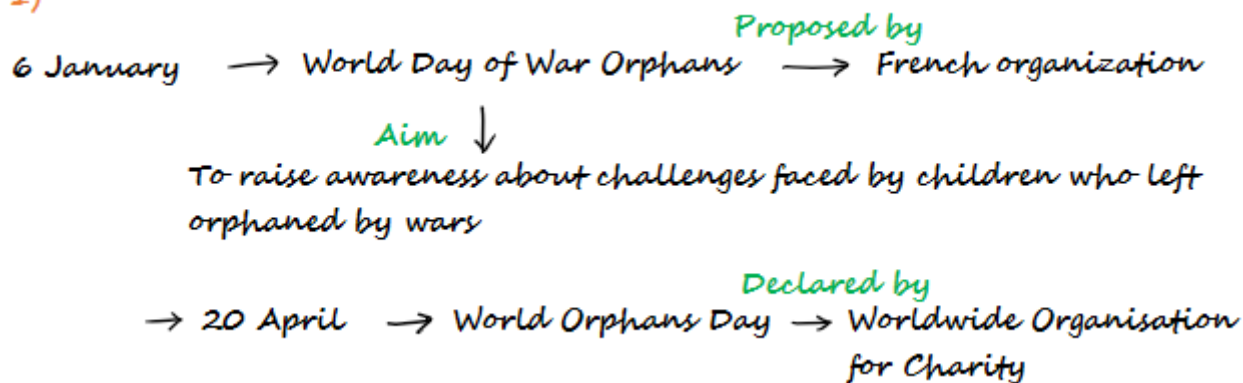 6 January → World Day of War Orphans Proposed by → French organization
Aim ↓
To raise awareness about challenges faced by children who left
orphaned by wars
→ 20 April → World Orphans Day Declared by → Worldwide Organisation
for Charity